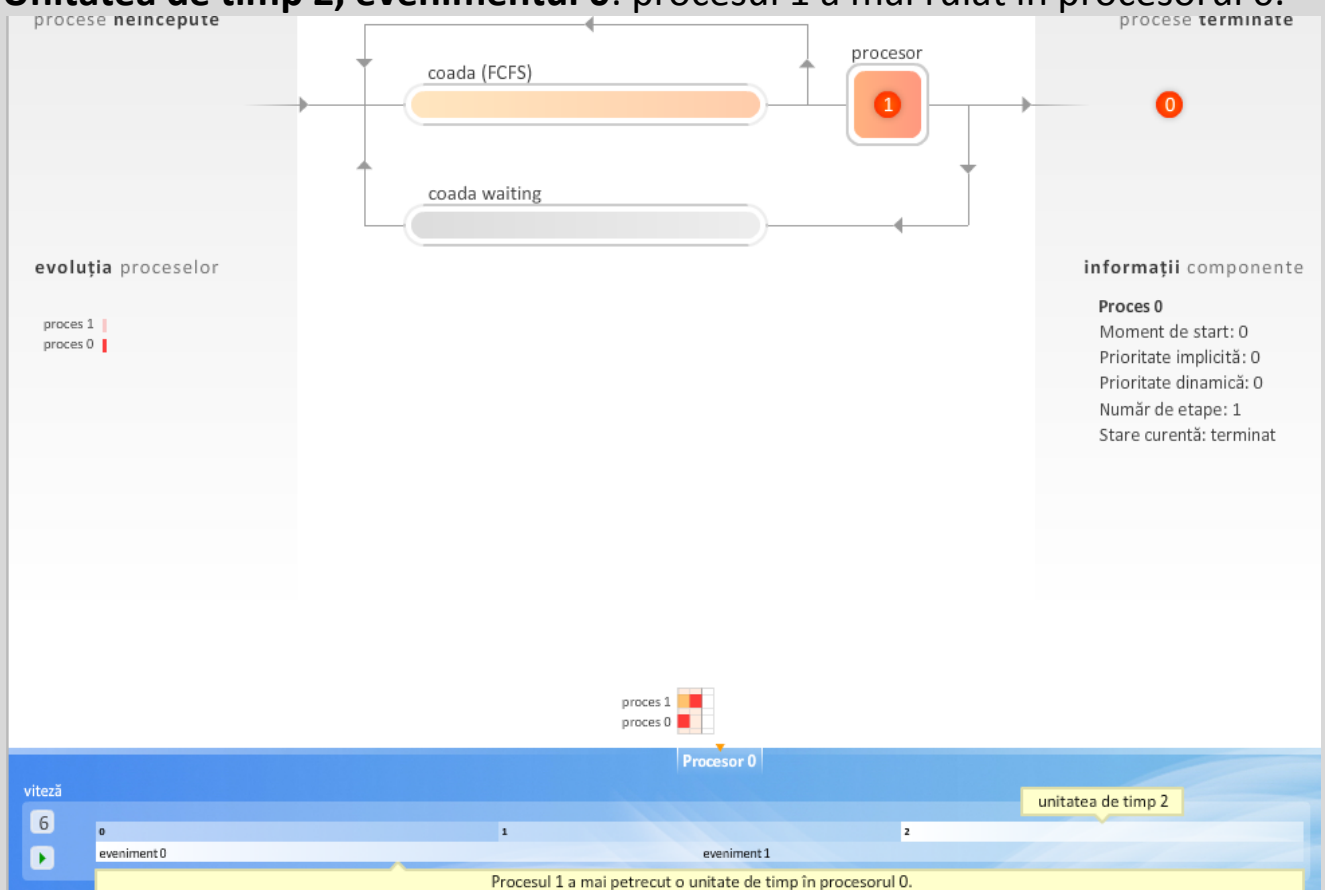 Unitatea de timp 2, evenimentul 0: procesul 1 a mai rulat în procesorul 0.
procese neîncepute
procese terminate
procesor
coada (FCFS)
1
0
coada waiting
evoluția proceselor
informații componente
Proces 0
Moment de start: 0
proces 1
Prioritate implicită: 0
proces 0
Prioritate dinamică: 0
Număr de etape: 1
Stare curentă: terminat
proces 1
proces 0
Procesor 0
viteză
unitatea de timp 2
6
0 1 2
eveniment 0 eveniment 1
Procesul 1 a mai petrecut o unitate de timp în procesorul 0.